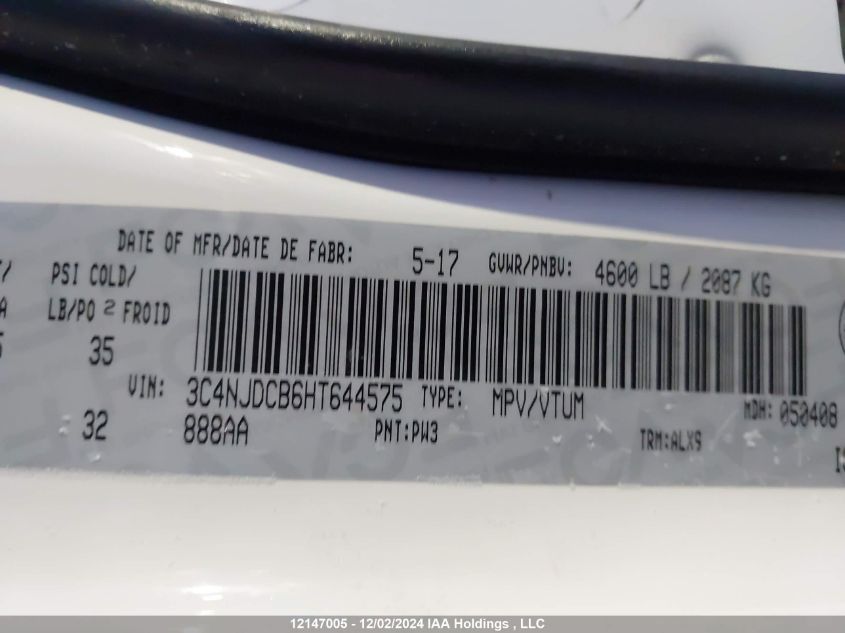 DATE OF MFR/DATE DE FABR: 5-17 GVWR/PNBV: 4600 LB / 2087 KG
PSI COLD/
LB/PO 2 FROID
35
VIN: 3C4NJDCB6HT644575 TYPE: MPV/VTUM MDH: 050408
32 888AA PNT:PW3 TRM:ALX9
12147005 - 12/02/2024 IAA Holdings , LLC